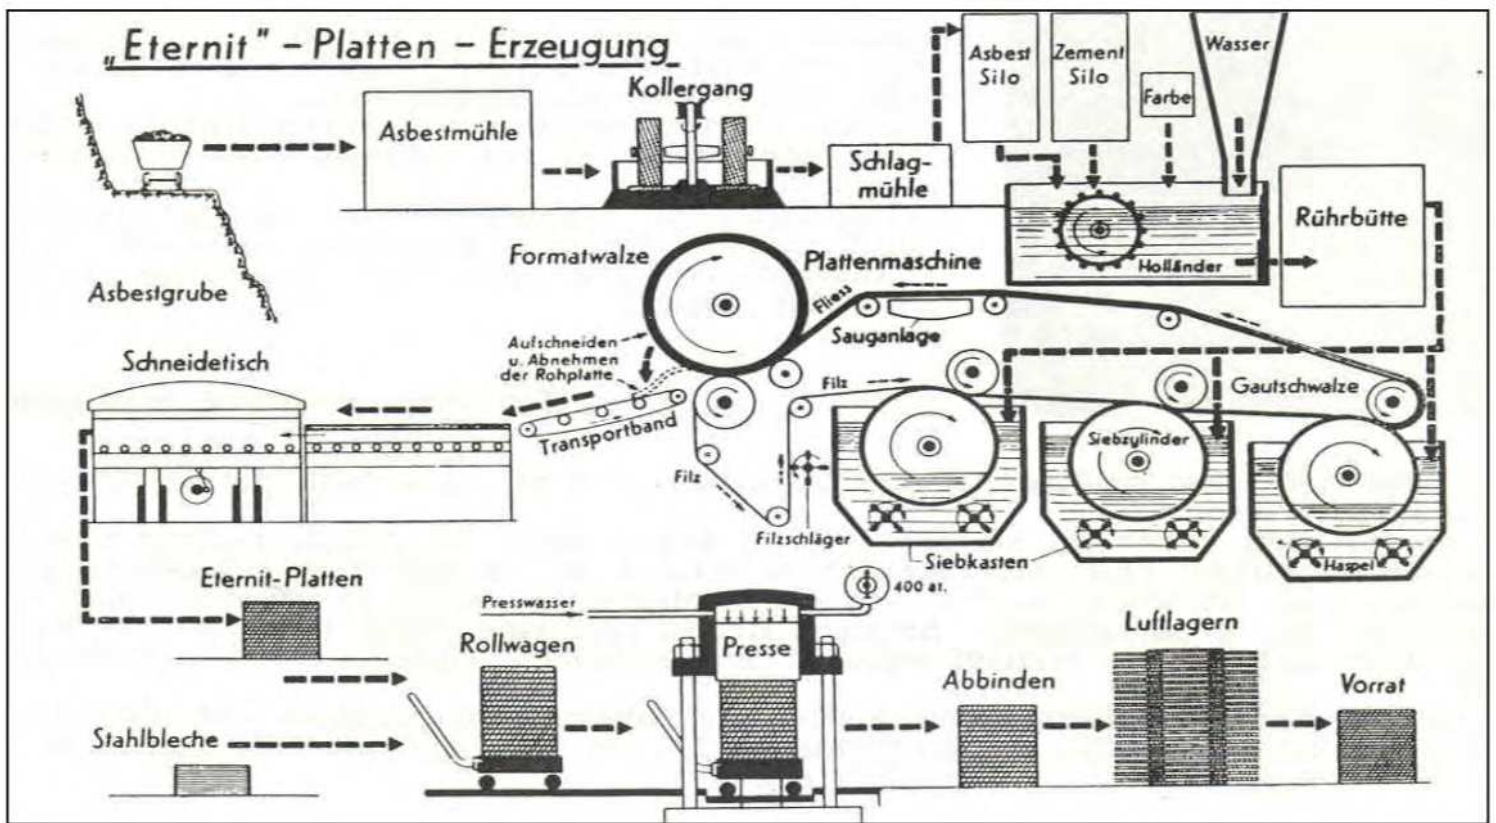 „Eternit” - Platten - Erzeugung
Asbest
Silo
Zement
Silo
Wasser
Farbe
Kollergang
Asbestmühle
Schlag-
mühle
Rührbütte
Holländer
Asbestgrube
Formatwalze
Plattenmaschine
Fliess
Sauganlage
Aufschneiden
u. Abnehmen
der Rohplatte
Schneidetisch
Transportband
Filz
Filz
Gautschwalze
Siebzylinder
Filzschläger
Siebkasten
Haspel
Eternit-Platten
Presswasser
400 at.
Rollwagen
Presse
Luftlagern
Abbinden
Vorrat
Stahlbleche